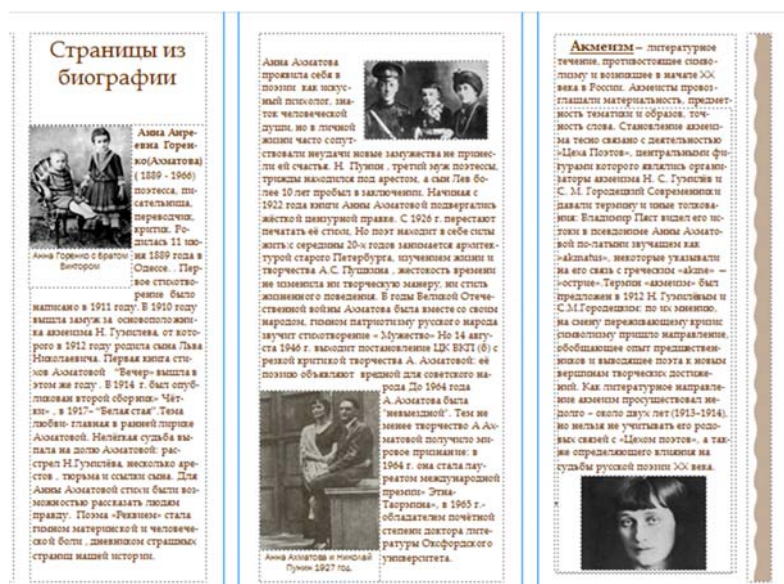 Страницы из
биографии
Анна Анре-
евна Горен-
ко(Ахматова)
( 1889 - 1966)
поэтесса, пи-
сательница,
переводчик,
критик. Ро-
дилась 11 ию-
ня 1889 года в
Одессе. . Пер-
вое стихотво-
рение было
Анна Горенко с братом
Виктором
написано в 1911 году. В 1910 году
вышла замуж за основоположни-
ка акмеизма Н. Гумилева, от кото-
рого в 1912 году родила сына Льва
Николаевича. Первая книга сти-
хов Ахматовой "Вечер» вышла в
этом же году . В 1914 г. был опуб-
ликован второй сборник» Чёт-
ки» , в 1917- "Белая стая".Тема
любви- главная в ранней лирике
Ахматовой. Нелёгкая судьба вы-
пала на долю Ахматовой: рас-
стрел Н.Гумилёва, несколько аре-
стов , тюрьма и ссылки сына. Для
Анны Ахматовой стихи были воз-
можностью рассказать людям
правду. Поэма «Реквием» стала
гимном материнской и человече-
ской боли , дневником страшных
страниц нашей истории.
Анна Ахматова
проявила себя в
поэзии как искус-
ный психолог, зна-
ток человеческой
души, но в личной
жизни часто сопут-
ствовали неудачи новые замужества не принес-
ли ей счастья. Н. Пунин , третий муж поэтессы,
трижды находился под арестом, а сын Лев бо-
лее 10 лет пробыл в заключении. Начиная с
1922 года книги Анны Ахматовой подвергались
жёсткой цензурной правке. С 1926 г. перестают
печатать её стихи. Но поэт находит в себе силы
жить:с середины 20-х годов занимается архитек-
турой старого Петербурга, изучением жизни и
творчества А.С. Пушкина , жестокость времени
не изменила ни творческую манеру, ни стиль
жизненного поведения. В годы Великой Отече-
ственной войны Ахматова была вместе со своим
народом, гимном патриотизму русского народа
звучит стихотворение « Мужество» Но 14 авгу-
ста 1946 г. выходит постановление ЦК ВКП (б) с
резкой критикой творчества А. Ахматовой: её
поэзию объявляют вредной для советского на-
рода До 1964 года
А.Ахматова была
"невыездной". Тем не
менее творчество А Ах-
матовой получило ми-
ровое признание: в
1964 г. она стала лау-
реатом международной
премии» Этна-
Таормина», в 1965 г.-
обладателем почётной
степени доктора лите-
ратуры Оксфордского
университета.
Анна Ахматова и Николай
Пунин 1927 год.
Акмеизм – литературное
течение, противостоящее симво-
лизму и возникшее в начале XX
века в России. Акмеисты провоз-
глашали материальность, предмет-
ность тематики и образов, точ-
ность слова. Становление акмеиз-
ма тесно связано с деятельностью
«Цеха Поэтов», центральными фи-
гурами которого являлись органи-
заторы акмеизма Н. С. Гумилёв и
С. М. Городецкий Современники
давали термину и иные толкова-
ния: Владимир Пяст видел его ис-
токи в псевдониме Анны Ахмато-
вой по-латыни звучащем как
«akmatus», некоторые указывали
на его связь с греческим «akme» —
«острие».Термин «акмеизм» был
предложен в 1912 Н. Гумилёвым и
С.М.Городецким: по их мнению,
на смену переживающему кризис
символизму пришло направление,
обобщающее опыт предшествен-
ников и выводящее поэта к новым
вершинам творческих достиже-
ний. Как литературное направле-
ние акмеизм просуществовал не-
долго – около двух лет (1913–1914),
но нельзя не учитывать его родо-
вых связей с «Цехом поэтов», а так-
же определяющего влияния на
судьбы русской поэзии XX века.